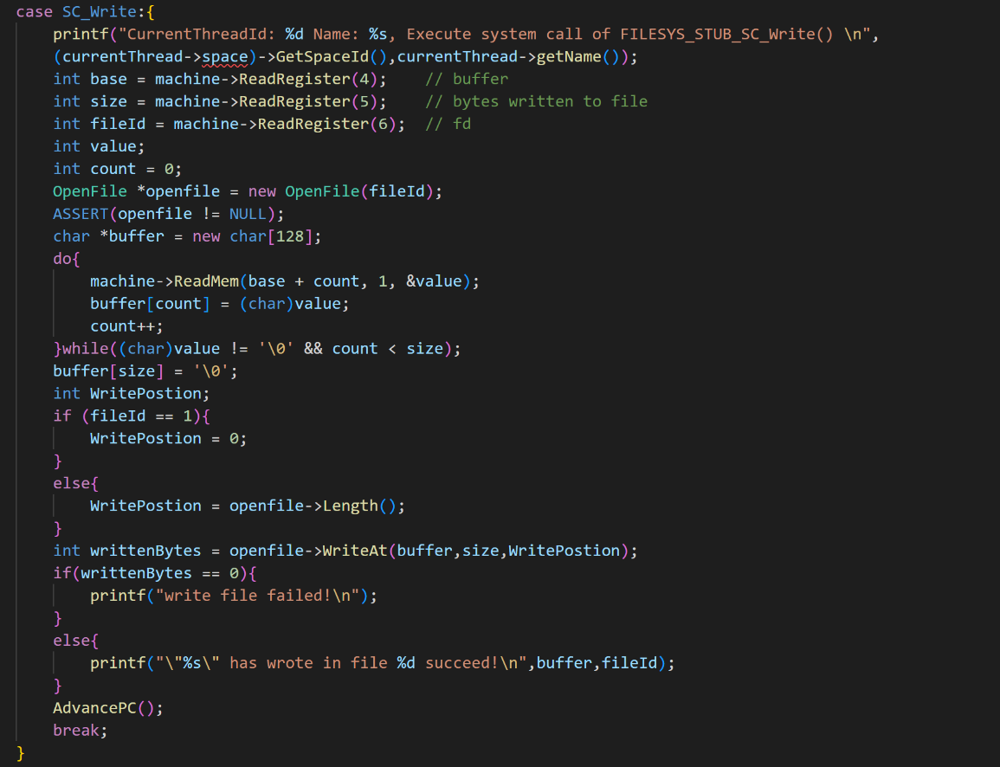 case SC_Write:{
printf("CurrentThreadId: %d Name: %s, Execute system call of FILESYS_STUB_SC_Write() \n",
(currentThread->space)->GetSpaceId(),currentThread->getName());
int base = machine->ReadRegister(4);    // buffer
int size = machine->ReadRegister(5);    // bytes written to file
int fileId = machine->ReadRegister(6);  // fd
int value;
int count = 0;
OpenFile *openfile = new OpenFile(fileId);
ASSERT(openfile != NULL);
char *buffer = new char[128];
do{
machine->ReadMem(base + count, 1, &value);
buffer[count] = (char)value;
count++;
}while((char)value != '\0' && count < size);
buffer[size] = '\0';
int WritePostion;
if (fileId == 1){
WritePostion = 0;
}
else{
WritePostion = openfile->Length();
}
int writtenBytes = openfile->WriteAt(buffer,size,WritePostion);
if(writtenBytes == 0){
printf("write file failed!\n");
}
else{
printf("\"%s\" has wrote in file %d succeed!\n",buffer,fileId);
}
AdvancePC();
break;
}